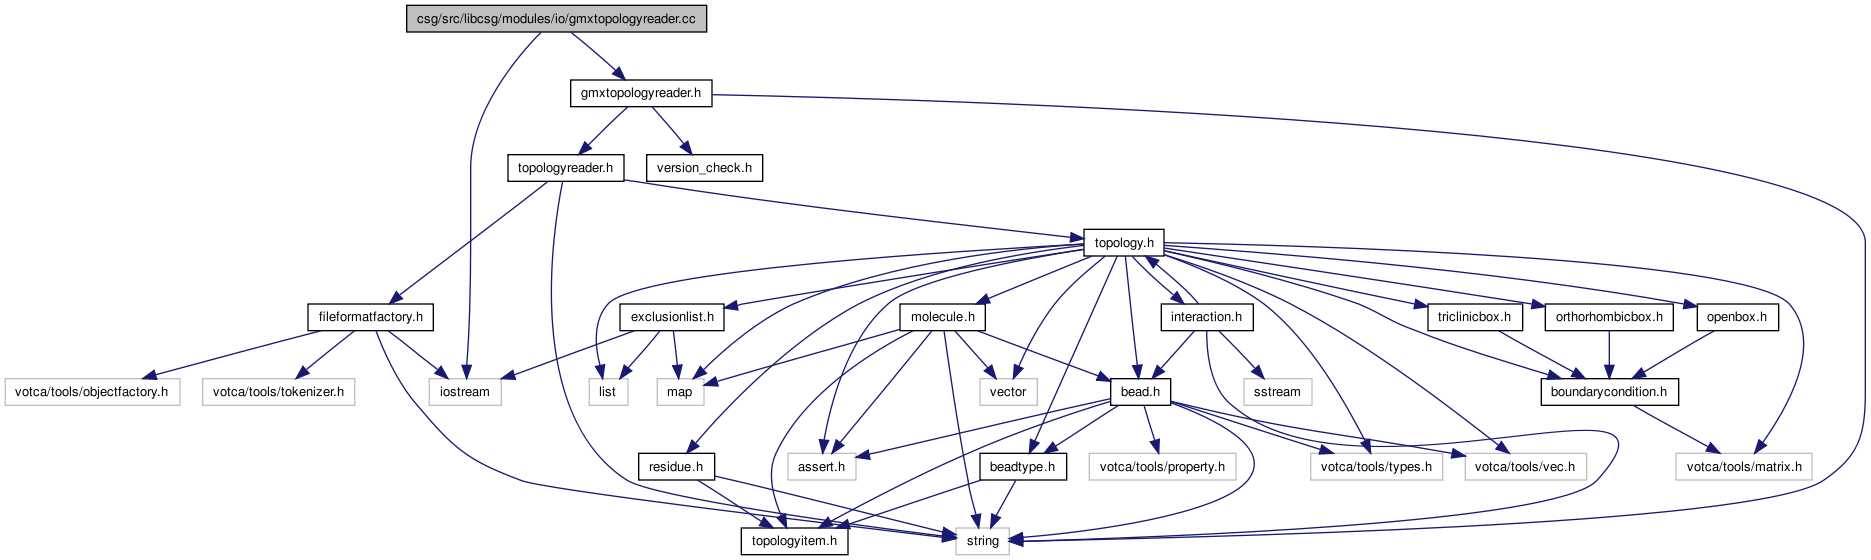 csg/src/libcsg/modules/io/gmxtopologyreader.cc
gmxtopologyreader.h
topologyreader.h
version_check.h
topology.h
fileformatfactory.h
exclusionlist.h
molecule.h
interaction.h
triclinicbox.h
orthorhombicbox.h
openbox.h
votca/tools/objectfactory.h
votca/tools/tokenizer.h
iostream
list
map
vector
bead.h
sstream
boundarycondition.h
residue.h
assert.h
beadtype.h
votca/tools/property.h
votca/tools/types.h
votca/tools/vec.h
votca/tools/matrix.h
topologyitem.h
string